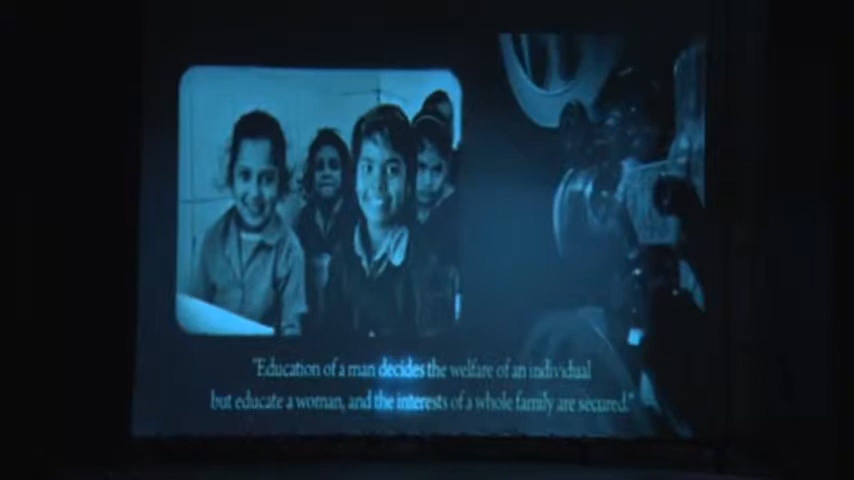 "Education of a man decides the welfare of an individual
but educate a woman, and the interests of a whole family are secured."